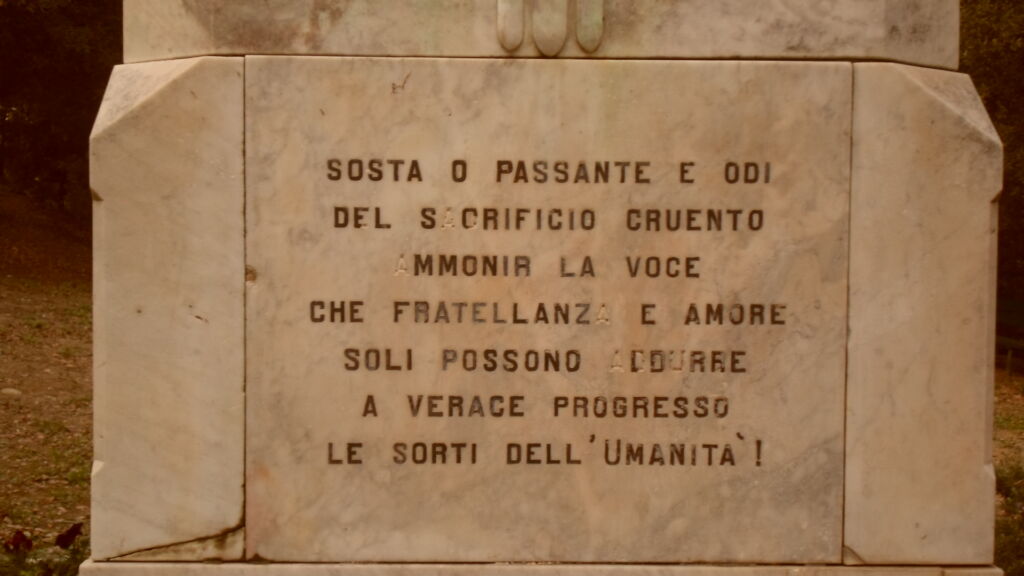 SOSTA O PASSANTE E ODI
DEL SACRIFICIO CRUENTO
AMMONIR LA VOCE
CHE FRATELLANZA E AMORE
SOLI POSSONO ADDURRE
A VERACE PROGRESSO
LE SORTI DELL'UMANITÀ!